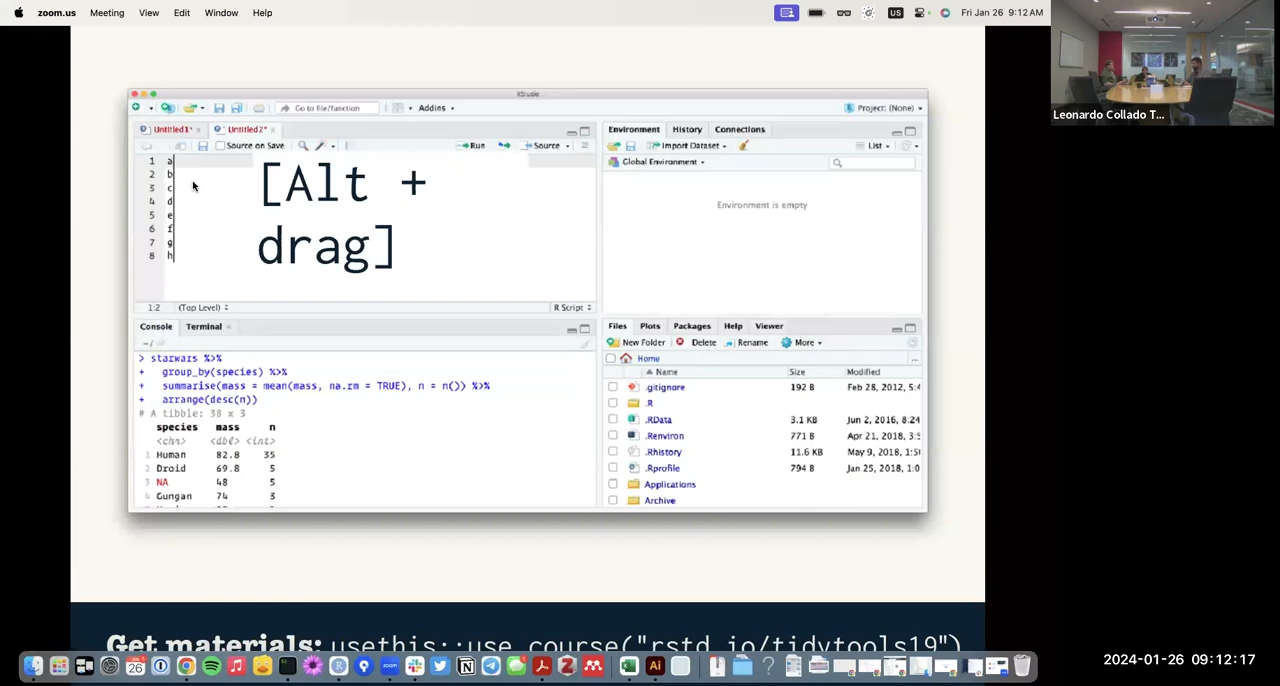 zoom.us Meeting View Edit Window Help US Fri Jan 26 9:12 AM
Leonardo Collado T...
RStudio
Go to file/function Addins Project: (None)
Untitled1* Untitled2*
Source on Save Run Source
1 a
2 b
3 c
4 d
5 e
6 f
7 g
8 h
[Alt +
drag]
1:2 (Top Level) R Script
Environment History Connections
Import Dataset List
Global Environment
Environment is empty
Console Terminal
~/
> starwars %>%
+ group_by(species) %>%
+ summarise(mass = mean(mass, na.rm = TRUE), n = n()) %>%
+ arrange(desc(n))
# A tibble: 38 x 3
species mass n
<chr> <dbl> <int>
1 Human 82.8 35
2 Droid 69.8 5
3 NA 48 5
4 Gungan 74 3
Files Plots Packages Help Viewer
New Folder Delete Rename More
Home ...
Name Size Modified
.gitignore 192 B Feb 28, 2012, 5:4
.R
.RData 3.1 KB Jun 2, 2016, 8:24
.Renviron 771 B Apr 21, 2018, 3:5
.Rhistory 11.6 KB May 9, 2018, 1:5
.Rprofile 794 B Jan 25, 2018, 1:0
Applications
Archive
Get materials: usethis::use_course("rstd.io/tidytools19")
2024-01-26 09:12:17